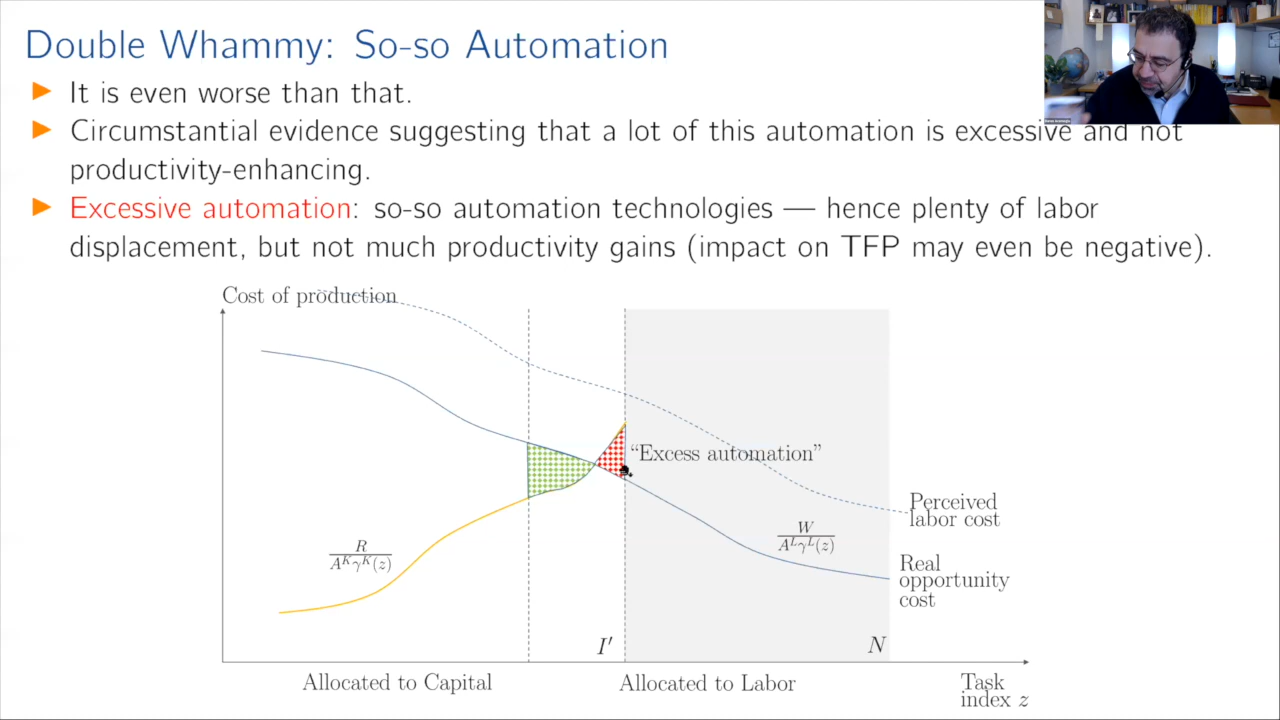 Double Whammy: So-so Automation
▶ It is even worse than that.
▶ Circumstantial evidence suggesting that a lot of this automation is excessive and not
productivity-enhancing.
▶ Excessive automation: so-so automation technologies — hence plenty of labor
displacement, but not much productivity gains (impact on TFP may even be negative).
Cost of production
"Excess automation"
Perceived
labor cost
W / A^L γ^L(z)
R / A^K γ^K(z)
Real
opportunity
cost
I′
N
Allocated to Capital
Allocated to Labor
Task
index z